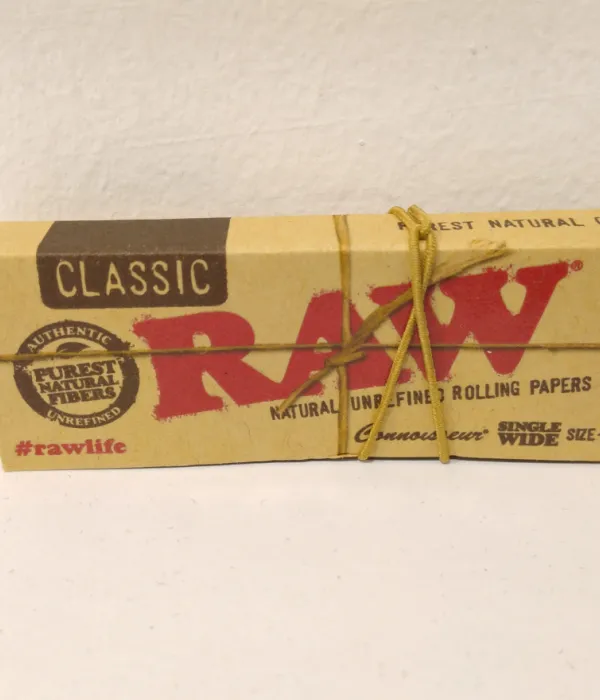 PUREST NATURAL
CLASSIC
AUTHENTIC
PUREST
NATURAL
FIBERS
UNREFINED
RAW®
NATURAL UNREFINED ROLLING PAPERS
Connoisseur® SINGLE WIDE SIZE-
#rawlife